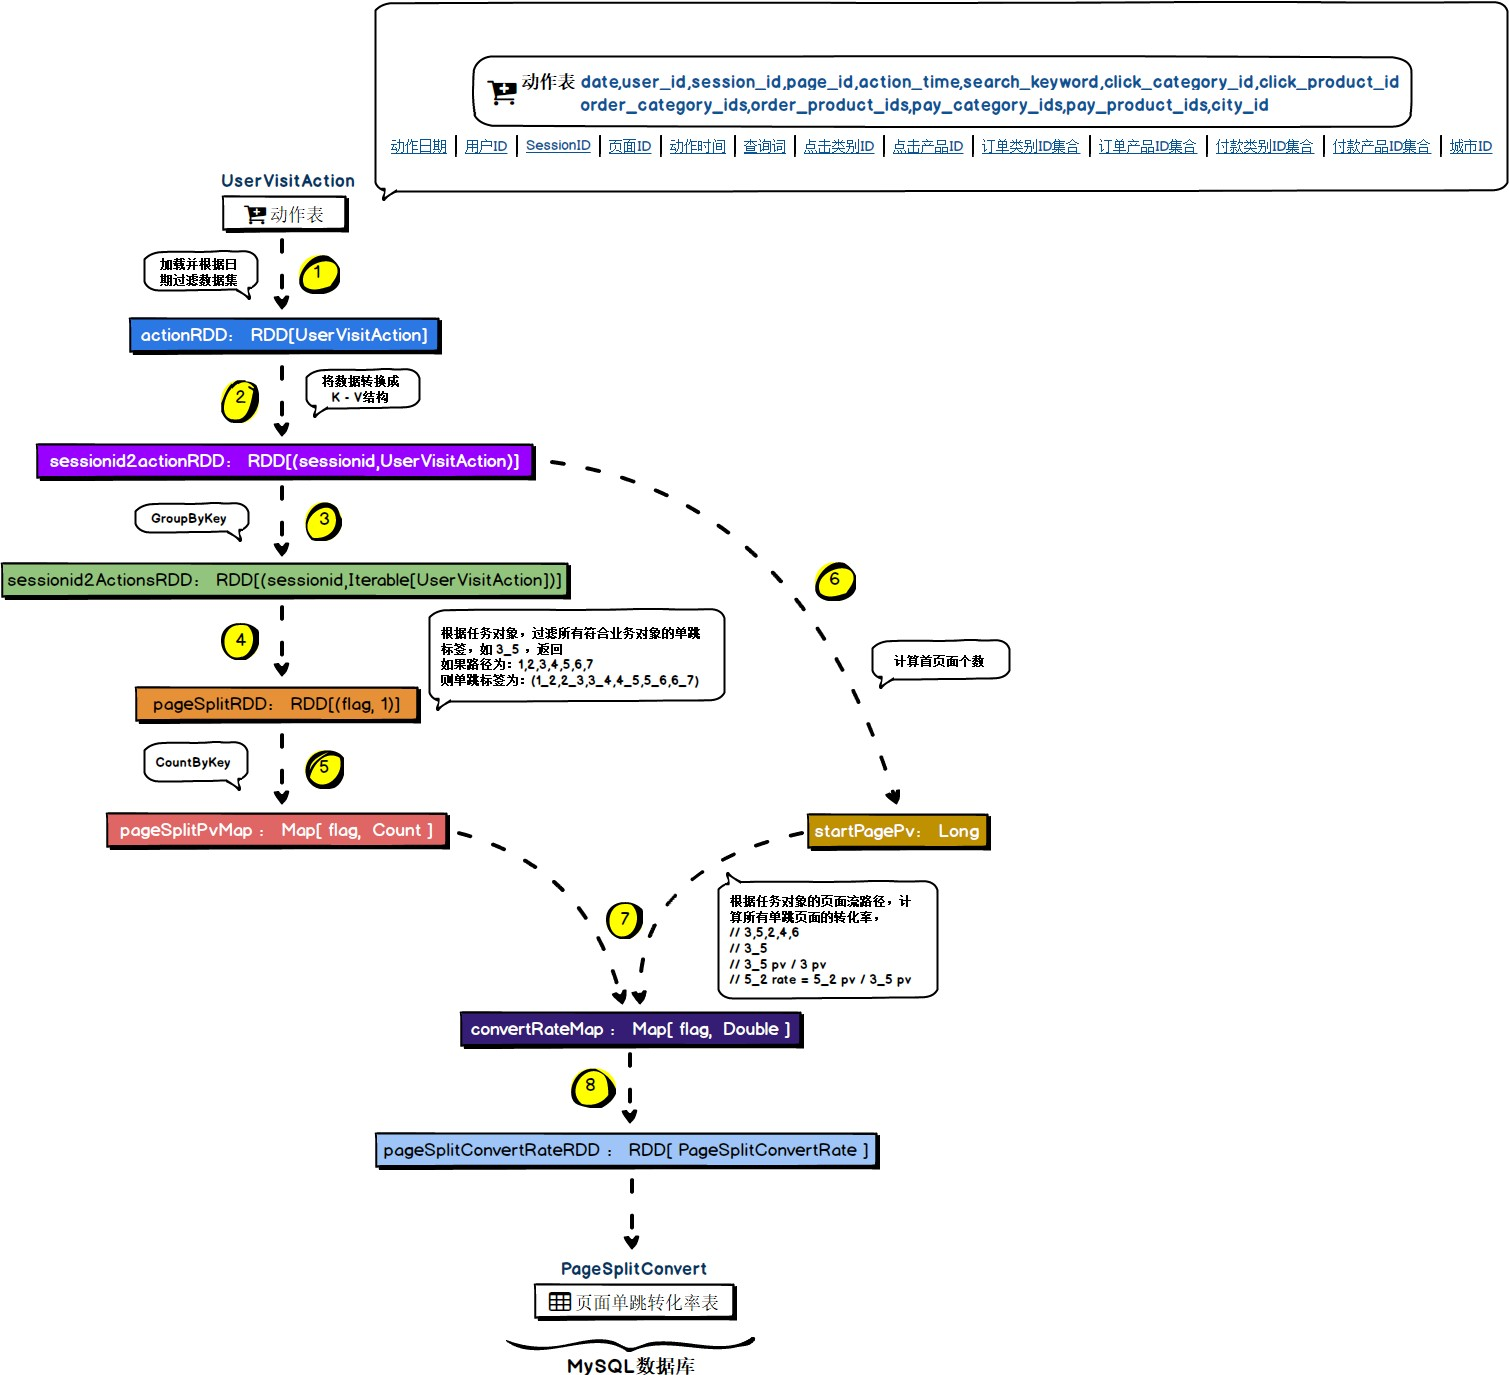 动作表 date,user_id,session_id,page_id,action_time,search_keyword,click_category_id,click_product_id
order_category_ids,order_product_ids,pay_category_ids,pay_product_ids,city_id
动作日期 用户ID SessionID 页面ID 动作时间 查询词 点击类别ID 点击产品ID 订单类别ID集合 订单产品ID集合 付款类别ID集合 付款产品ID集合 城市ID
UserVisitAction
动作表
加载并根据日
期过滤数据集
1
actionRDD： RDD[UserVisitAction]
2
将数据转换成
K - V结构
sessionid2actionRDD： RDD[(sessionid,UserVisitAction)]
GroupByKey
3
sessionid2ActionsRDD： RDD[(sessionid,Iterable[UserVisitAction])]
6
4
根据任务对象，过滤所有符合业务对象的单跳
标签，如 3_5 ，返回
如果路径为：1,2,3,4,5,6,7
则单跳标签为：(1_2,2_3,3_4,4_5,5_6,6_7)
计算首页面个数
pageSplitRDD： RDD[(flag, 1)]
CountByKey
5
pageSplitPvMap ： Map[ flag, Count ]
startPagePv： Long
7
根据任务对象的页面流路径，计
算所有单跳页面的转化率，
// 3,5,2,4,6
// 3_5
// 3_5 pv / 3 pv
// 5_2 rate = 5_2 pv / 3_5 pv
convertRateMap ： Map[ flag, Double ]
8
pageSplitConvertRateRDD ： RDD[ PageSplitConvertRate ]
PageSplitConvert
页面单跳转化率表
MySQL数据库